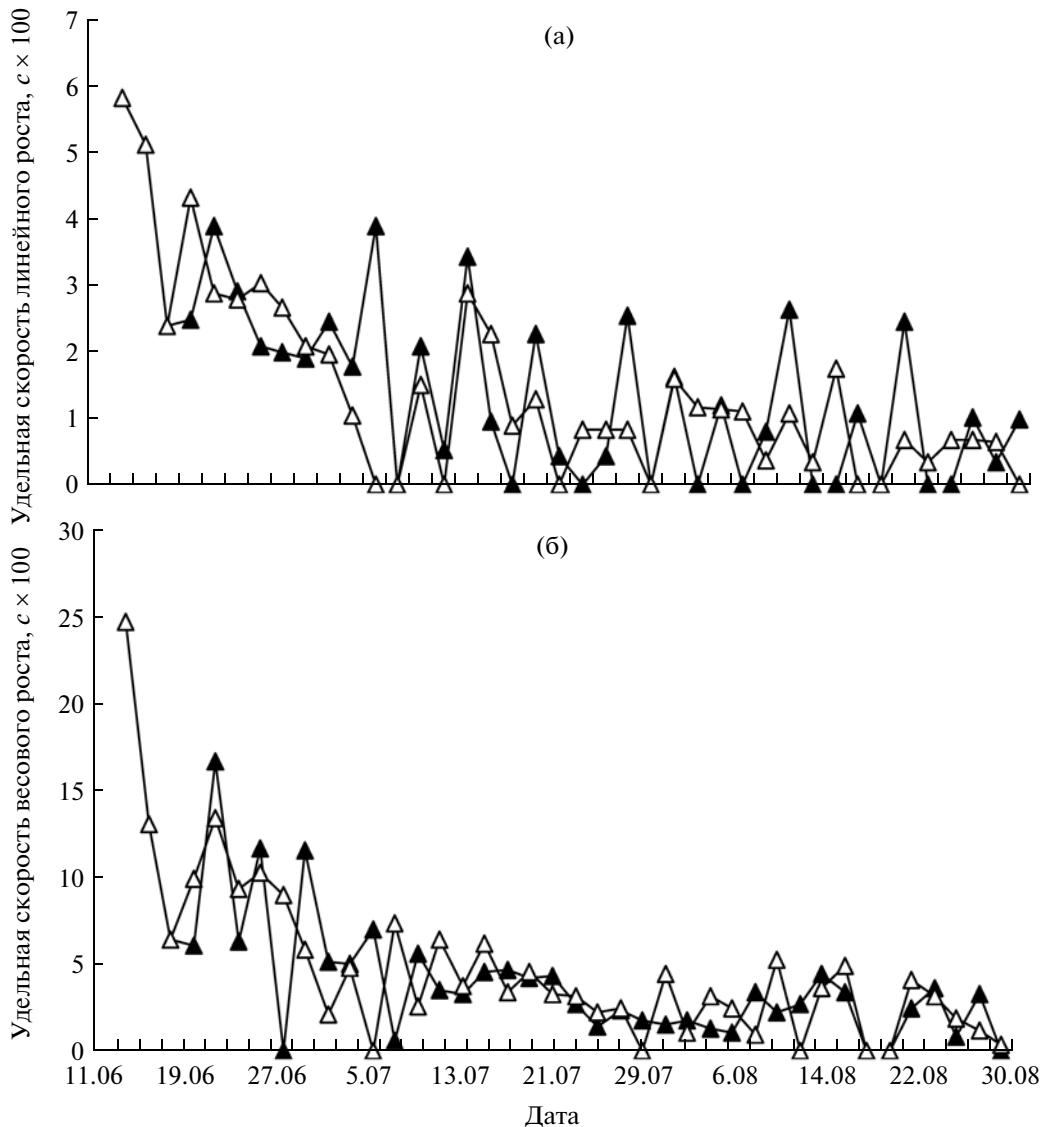 (а)
Удельная скорость линейного роста, c × 100
7
6
5
4
3
2
1
0
(б)
Удельная скорость весового роста, c × 100
30
25
20
15
10
5
0
11.06 19.06 27.06 5.07 13.07 21.07 29.07 6.08 14.08 22.08 30.08
Дата